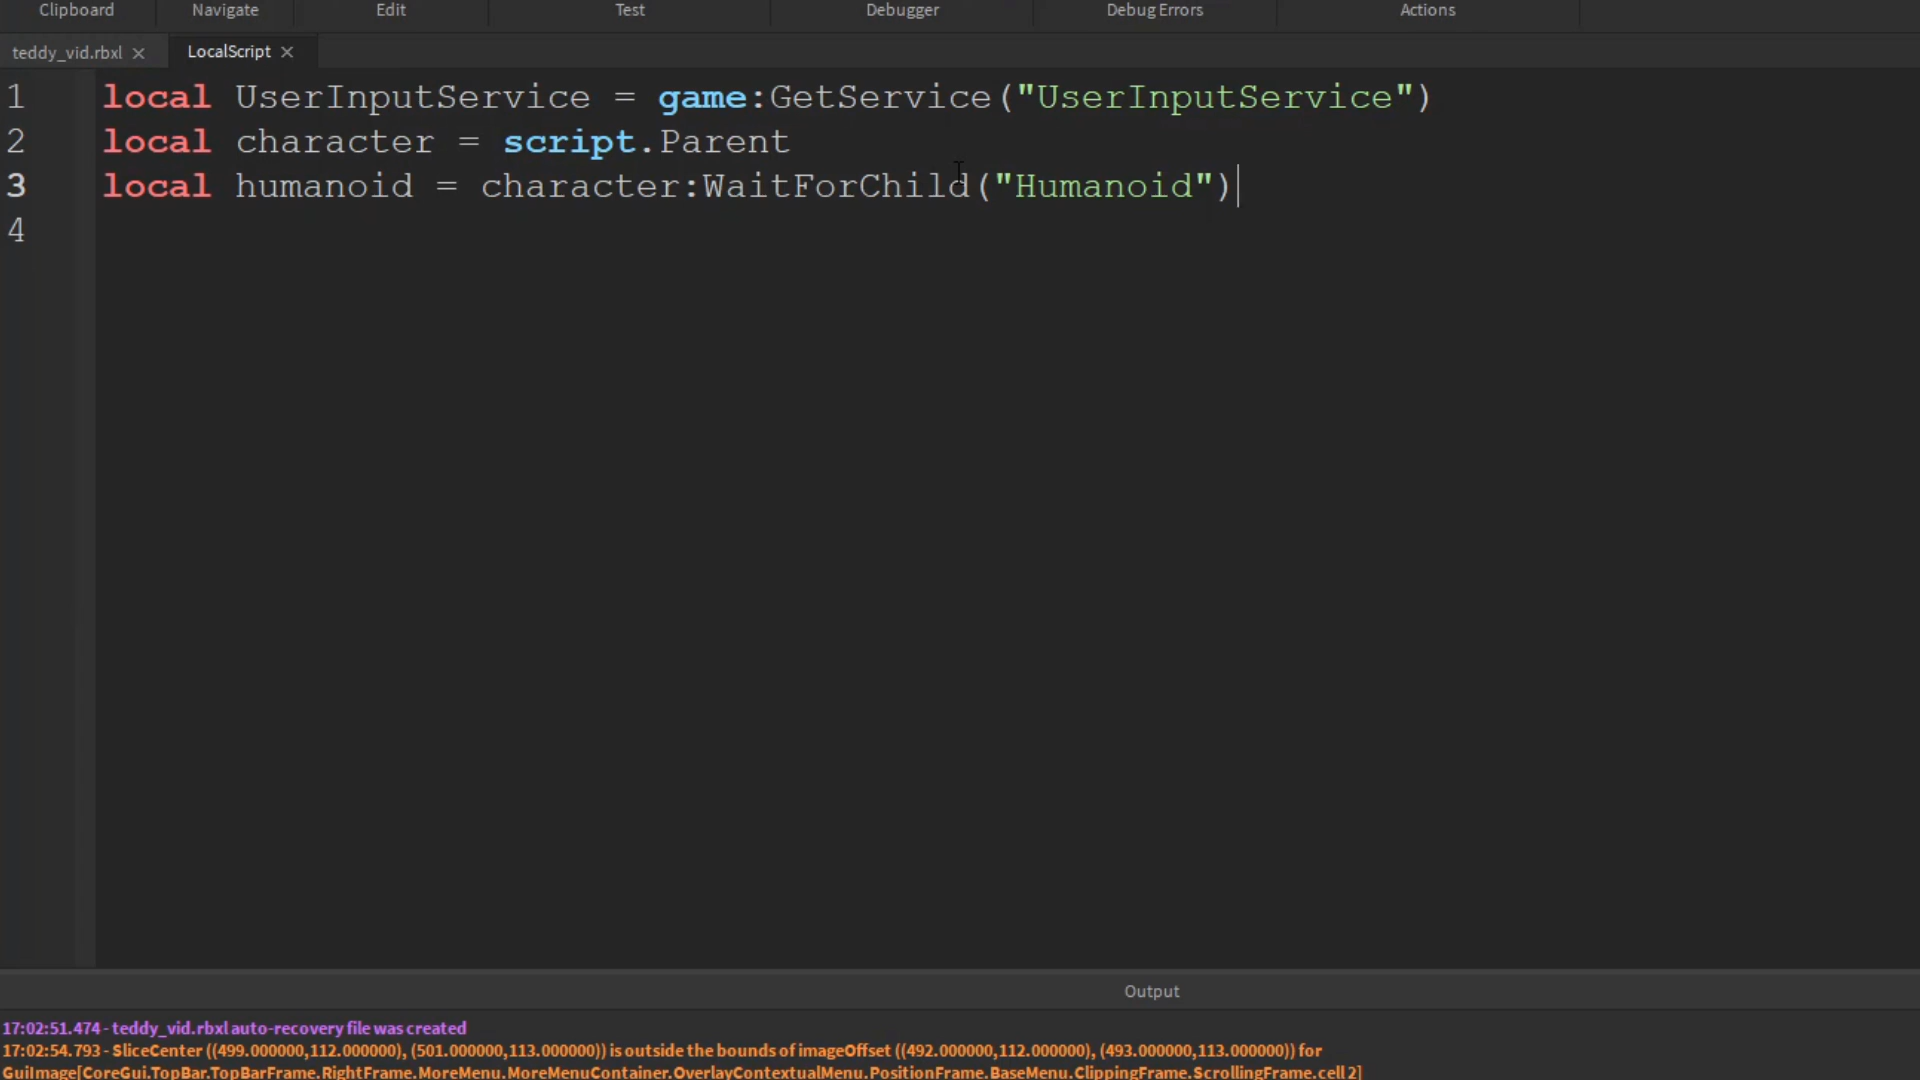 Clipboard Navigate Edit Test Debugger Debug Errors Actions
teddy_vid.rbxl × LocalScript ×
1 local UserInputService = game:GetService("UserInputService")
2 local character = script.Parent
3 local humanoid = character:WaitForChild("Humanoid")
4
Output
17:02:51.474 - teddy_vid.rbxl auto-recovery file was created
17:02:54.793 - SliceCenter ((499.000000,112.000000), (501.000000,113.000000)) is outside the bounds of imageOffset ((492.000000,112.000000), (493.000000,113.000000)) for
GuiImage[CoreGui.TopBar.TopBarFrame.RightFrame.MoreMenu.MoreMenuContainer.OverlayContextualMenu.PositionFrame.BaseMenu.ClippingFrame.ScrollingFrame.cell 2]